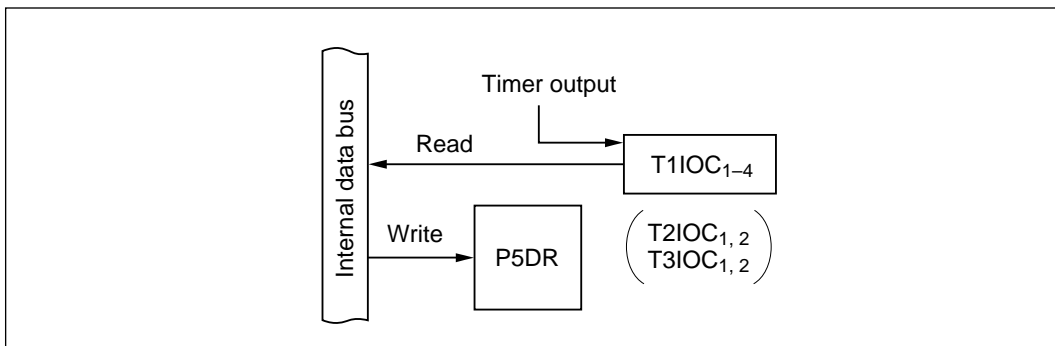 Internal data bus
Timer output
Read
T1IOC1–4
Write
P5DR
T2IOC1, 2
T3IOC1, 2